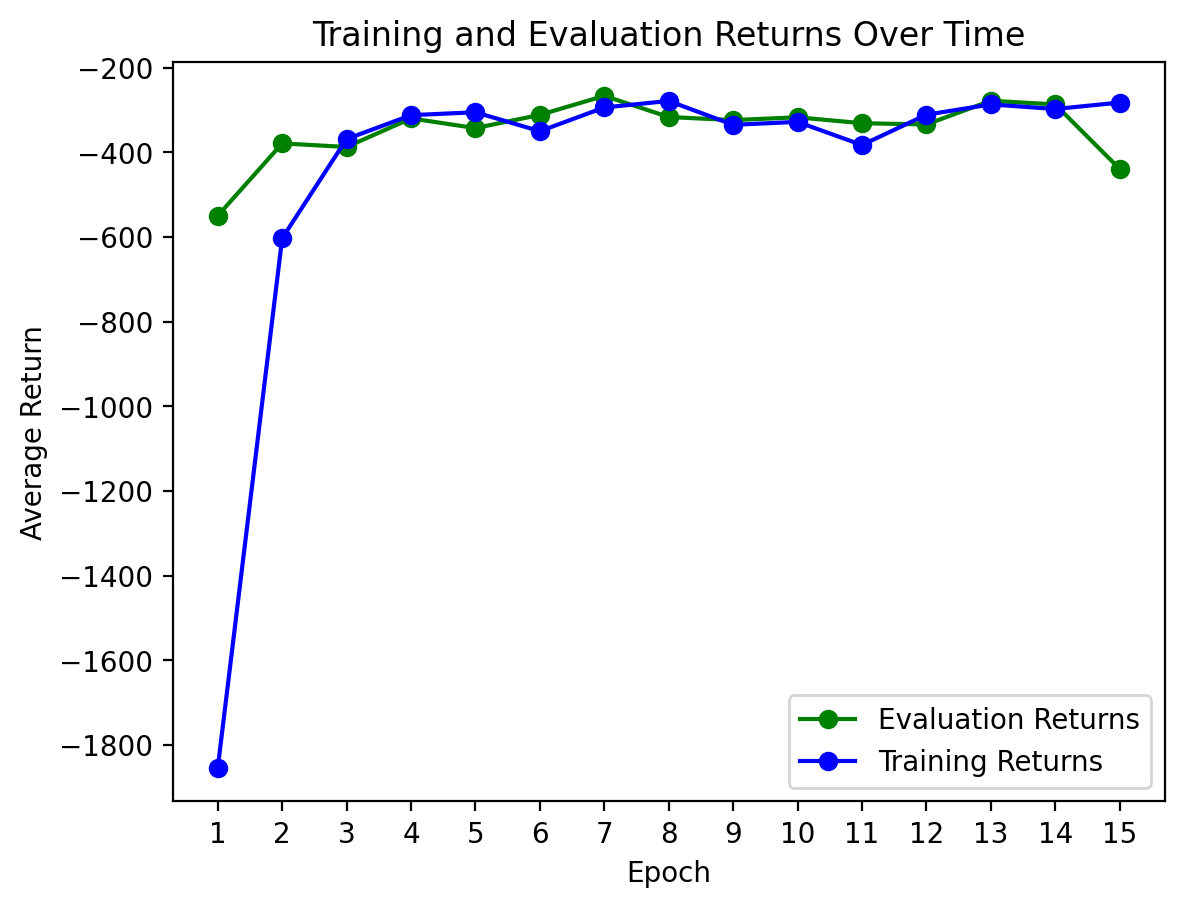 Training and Evaluation Returns Over Time
−200
−400
−600
−800
−1000
−1200
−1400
−1600
−1800
Average Return
Evaluation Returns
Training Returns
1 2 3 4 5 6 7 8 9 10 11 12 13 14 15
Epoch